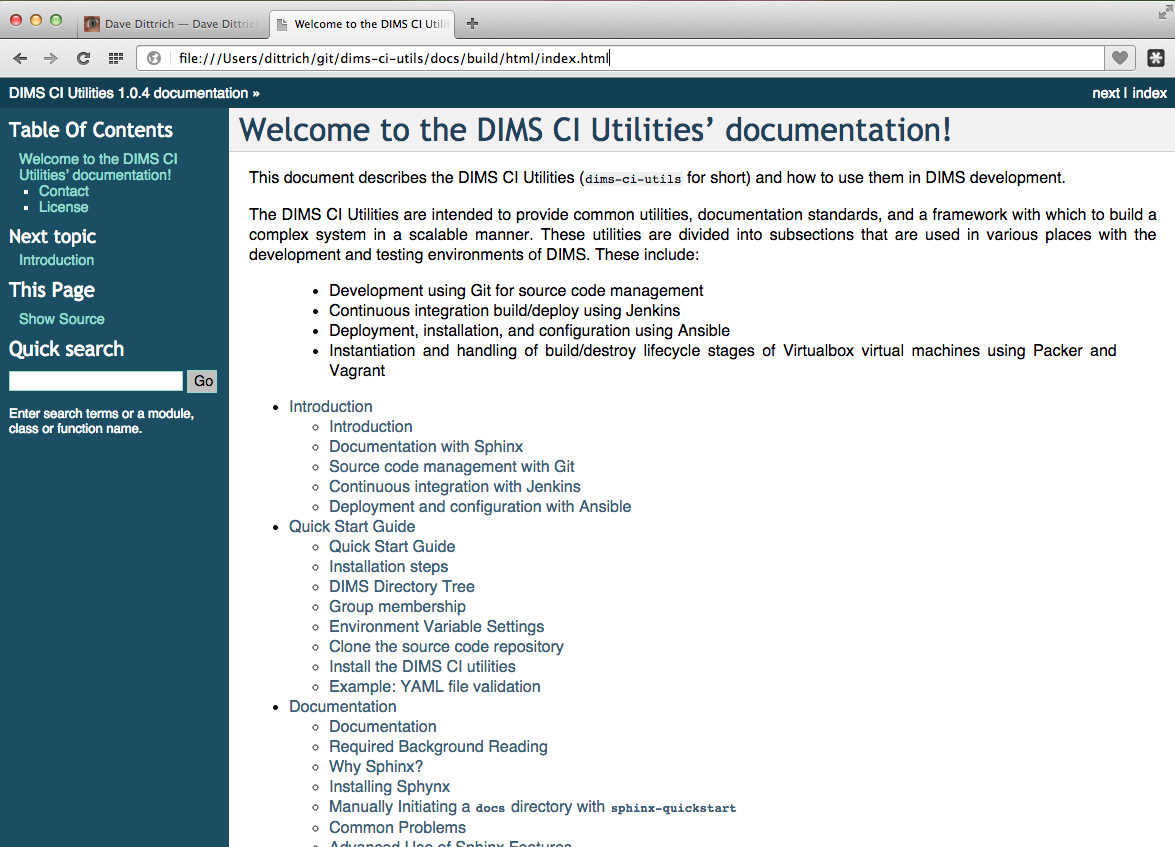 Dave Dittrich — Dave Dittric
Welcome to the DIMS CI Utili
file:///Users/dittrich/git/dims-ci-utils/docs/build/html/index.html
DIMS CI Utilities 1.0.4 documentation »
next | index
Table Of Contents
Welcome to the DIMS CI
Utilities’ documentation!
Contact
License
Next topic
Introduction
This Page
Show Source
Quick search
Go
Enter search terms or a module,
class or function name.
Welcome to the DIMS CI Utilities’ documentation!
This document describes the DIMS CI Utilities (dims-ci-utils for short) and how to use them in DIMS development.
The DIMS CI Utilities are intended to provide common utilities, documentation standards, and a framework with which to build a
complex system in a scalable manner. These utilities are divided into subsections that are used in various places with the
development and testing environments of DIMS. These include:
• Development using Git for source code management
• Continuous integration build/deploy using Jenkins
• Deployment, installation, and configuration using Ansible
• Instantiation and handling of build/destroy lifecycle stages of Virtualbox virtual machines using Packer and
Vagrant
• Introduction
◦ Introduction
◦ Documentation with Sphinx
◦ Source code management with Git
◦ Continuous integration with Jenkins
◦ Deployment and configuration with Ansible
• Quick Start Guide
◦ Quick Start Guide
◦ Installation steps
◦ DIMS Directory Tree
◦ Group membership
◦ Environment Variable Settings
◦ Clone the source code repository
◦ Install the DIMS CI utilities
◦ Example: YAML file validation
• Documentation
◦ Documentation
◦ Required Background Reading
◦ Why Sphinx?
◦ Installing Sphynx
◦ Manually Initiating a docs directory with sphinx-quickstart
◦ Common Problems
◦ Advanced Use of Sphinx Features